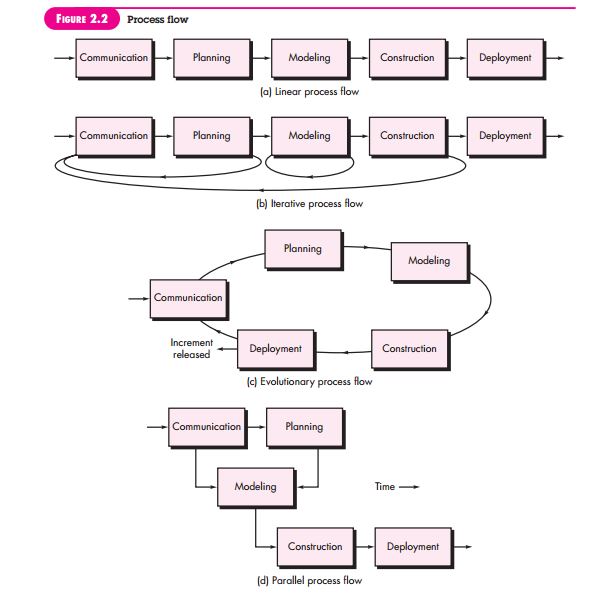 FIGURE 2.2 Process flow
Communication Planning Modeling Construction Deployment
(a) Linear process flow
Communication Planning Modeling Construction Deployment
(b) Iterative process flow
Planning
Modeling
Communication
Increment
released
Deployment
Construction
(c) Evolutionary process flow
Communication Planning
Modeling
Time
Construction Deployment
(d) Parallel process flow